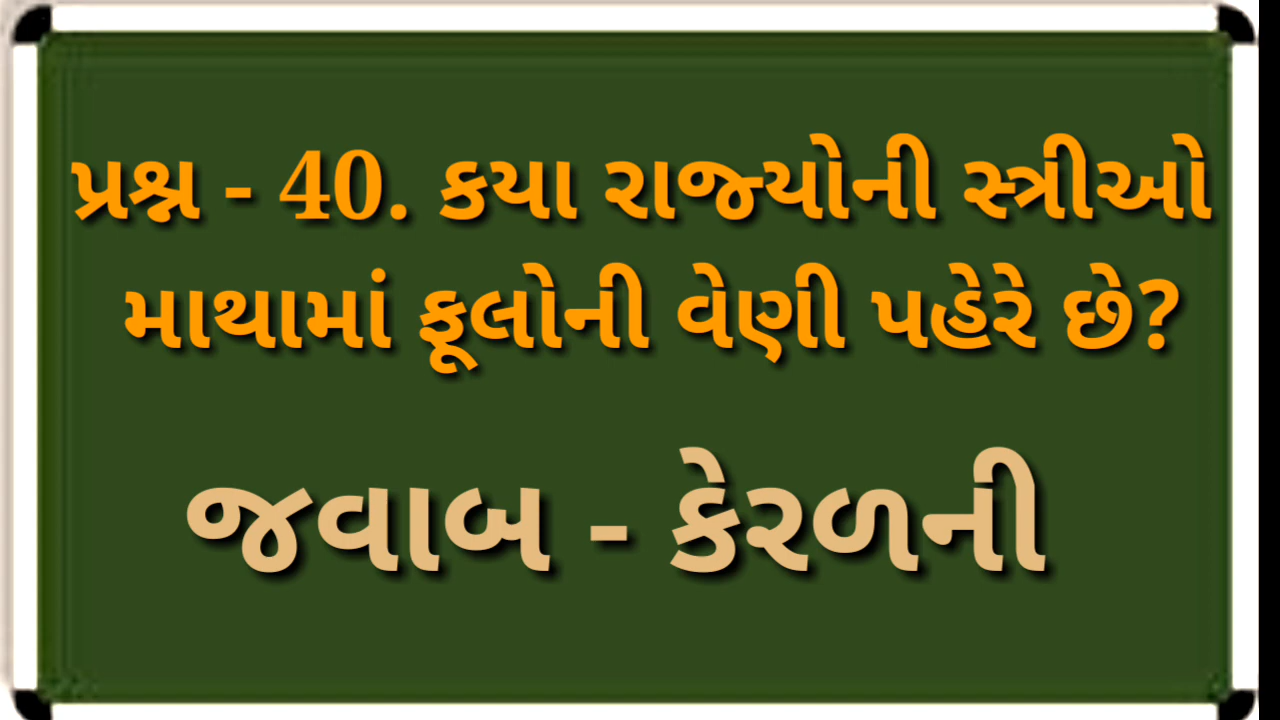 પ્રશ્ન - 40. કયા રાજ્યોની સ્ત્રીઓ
માથામાં ફૂલોની વેણી પહેરે છે?
જવાબ - કેરળની